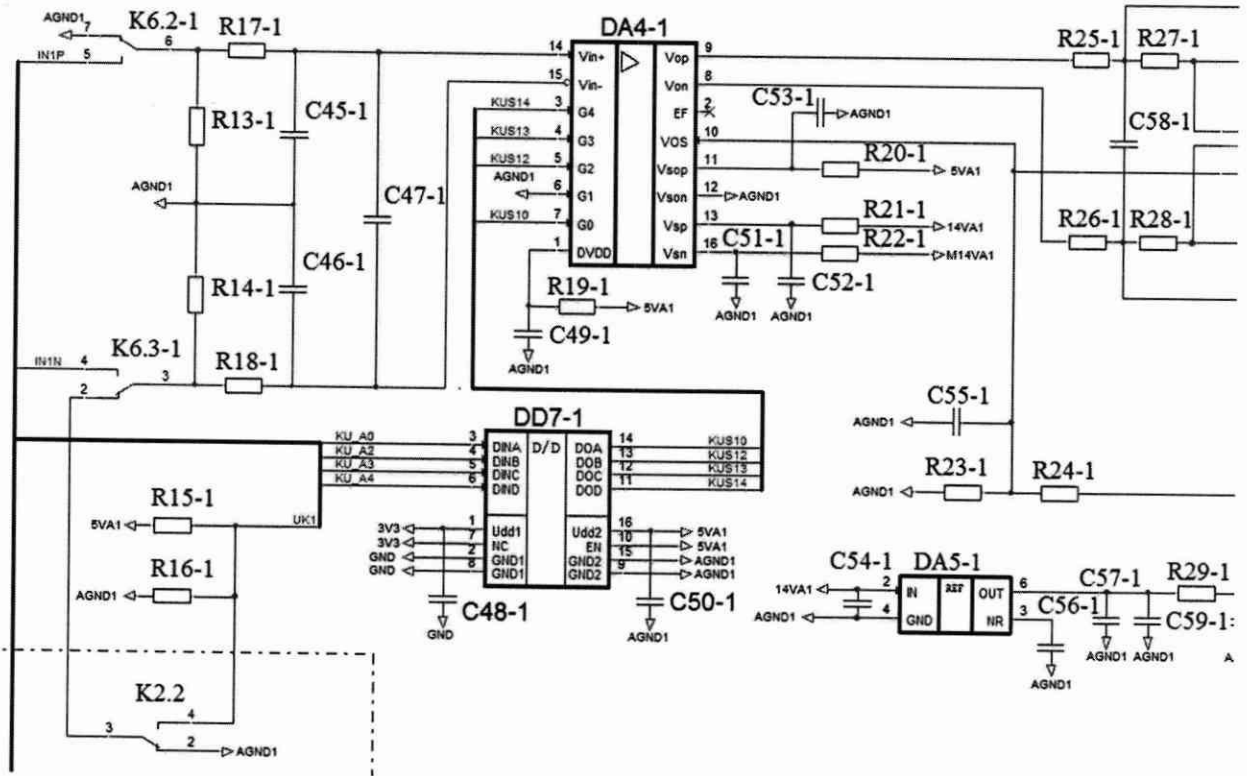 AGND1 7 K6.2-1
R17-1
IN1P 5 6
R13-1
C45-1
C47-1
AGND1
C46-1
R14-1
K6.3-1
IN1N 4
2 3
R18-1
DA4-1
14 Vin+ Vop 9
15 Vin- Von 8
KUS14 3 G4 EF 2
KUS13 4 G3 VOS 10
KUS12 5 G2 Vsop 11
AGND1 6 G1 Vson 12 AGND1
KUS10 7 G0 Vsp 13
1 DVDD Vsn 16
C53-1 AGND1
R20-1 5VA1
R21-1 14VA1
C51-1 R22-1 M14VA1
C52-1
AGND1 AGND1
R19-1 5VA1
C49-1
AGND1
R25-1 R27-1
C58-1
R26-1 R28-1
C55-1
AGND1
R23-1 R24-1
AGND1
DD7-1
D/D
KU_A0 3 DINA DOA 14 KUS10
KU_A2 4 DINB DOB 13 KUS12
KU_A3 5 DINC DOC 12 KUS13
KU_A4 6 DIND DOD 11 KUS14
3V3 1 Udd1 Udd2 16 5VA1
3V3 7 NC EN 10 5VA1
GND 2 GND1 GND2 15 AGND1
GND 8 GND1 GND2 9 AGND1
C48-1 C50-1
GND AGND1
R15-1
5VA1 UK1
R16-1
AGND1
K2.2
4
3
2 AGND1
C54-1 DA5-1
14VA1 2 IN REF OUT 6
AGND1 4 GND NR 3
C57-1 R29-1
C56-1 C59-1:
AGND1 AGND1 A
AGND1